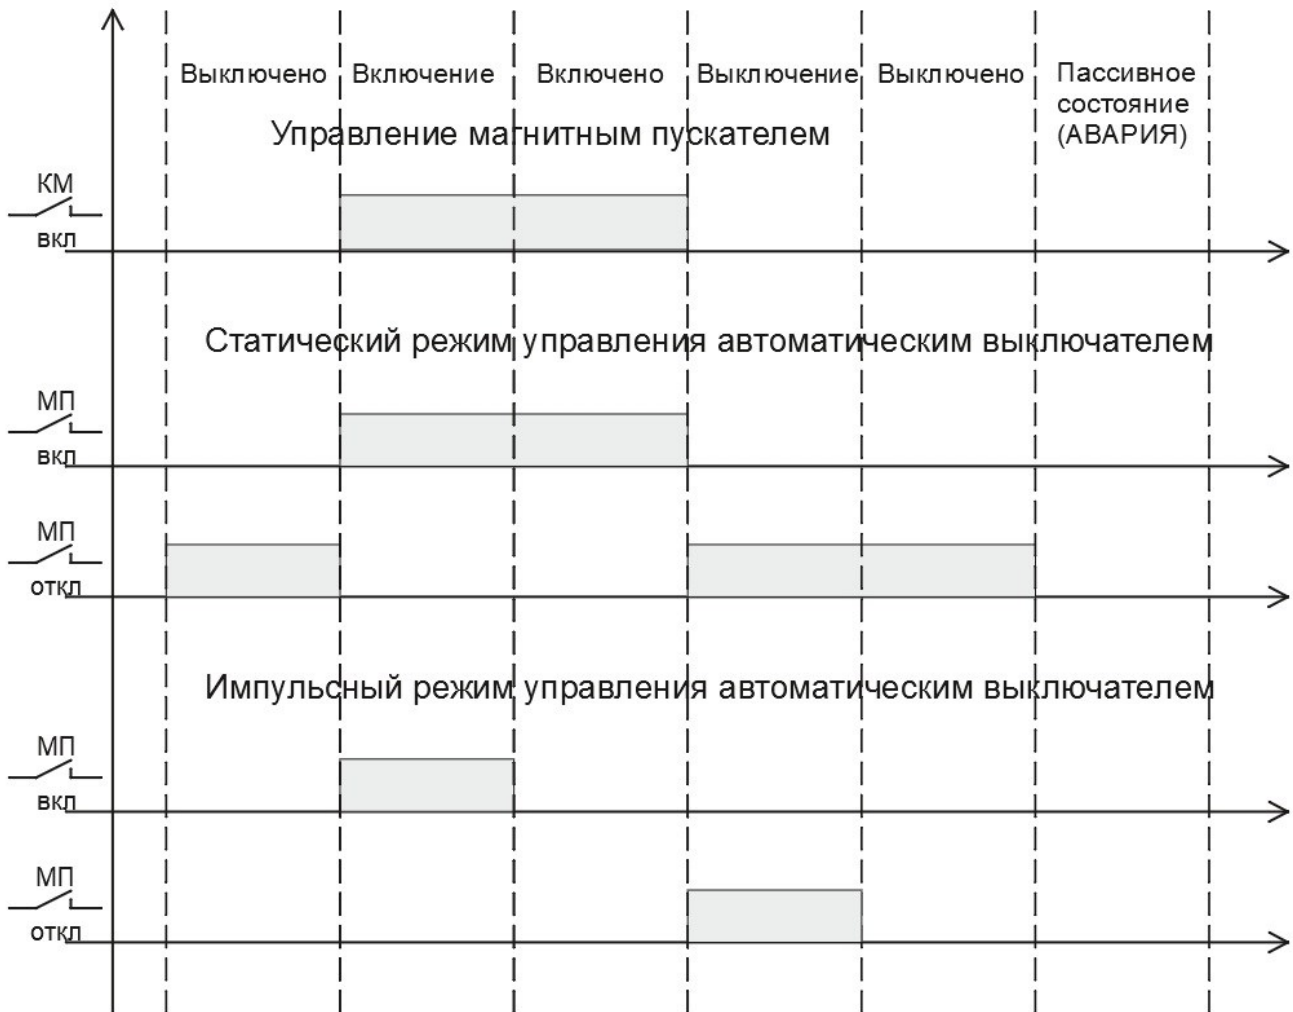 Выключено Включение Включено Выключение Выключено Пассивное
состояние
(АВАРИЯ)
Управление магнитным пускателем
КМ
вкл
Статический режим управления автоматическим выключателем
МП
вкл
МП
откл
Импульсный режим управления автоматическим выключателем
МП
вкл
МП
откл